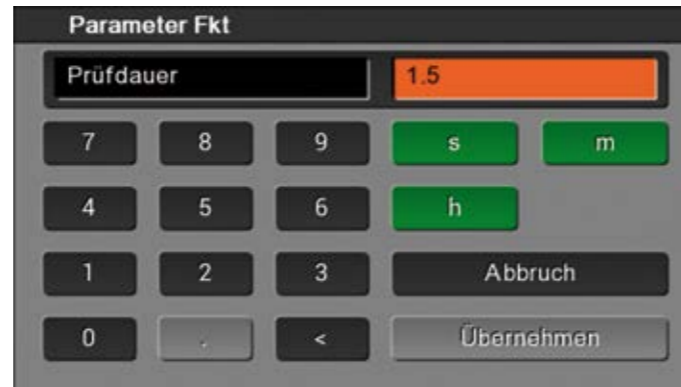 Parameter Fkt
Prüfdauer 1.5
7 8 9 s m
4 5 6 h
1 2 3 Abbruch
0 . < Übernehmen